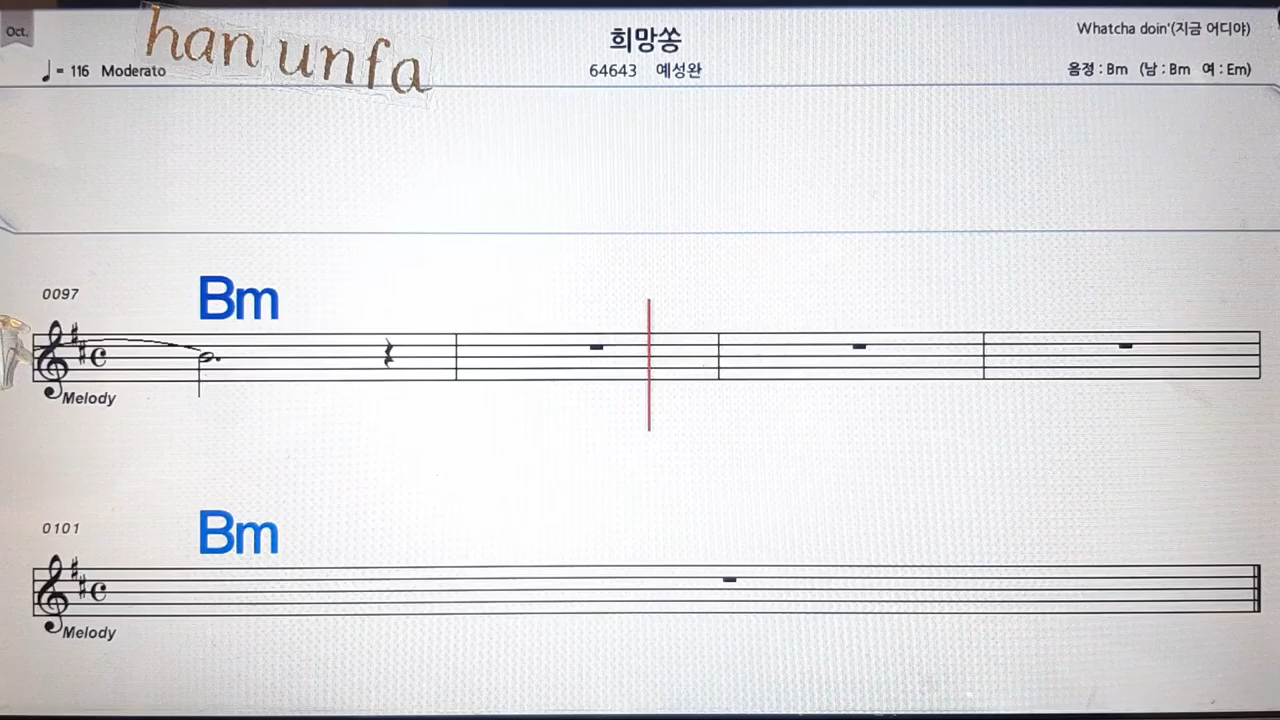 Oct.
han unfa
희망쏭
Whatcha doin'(지금 어디야)
♩= 116 Moderato
64643 예성완
음정 : Bm (남 : Bm 여 : Em)
0097
Bm
Melody
0101
Bm
Melody